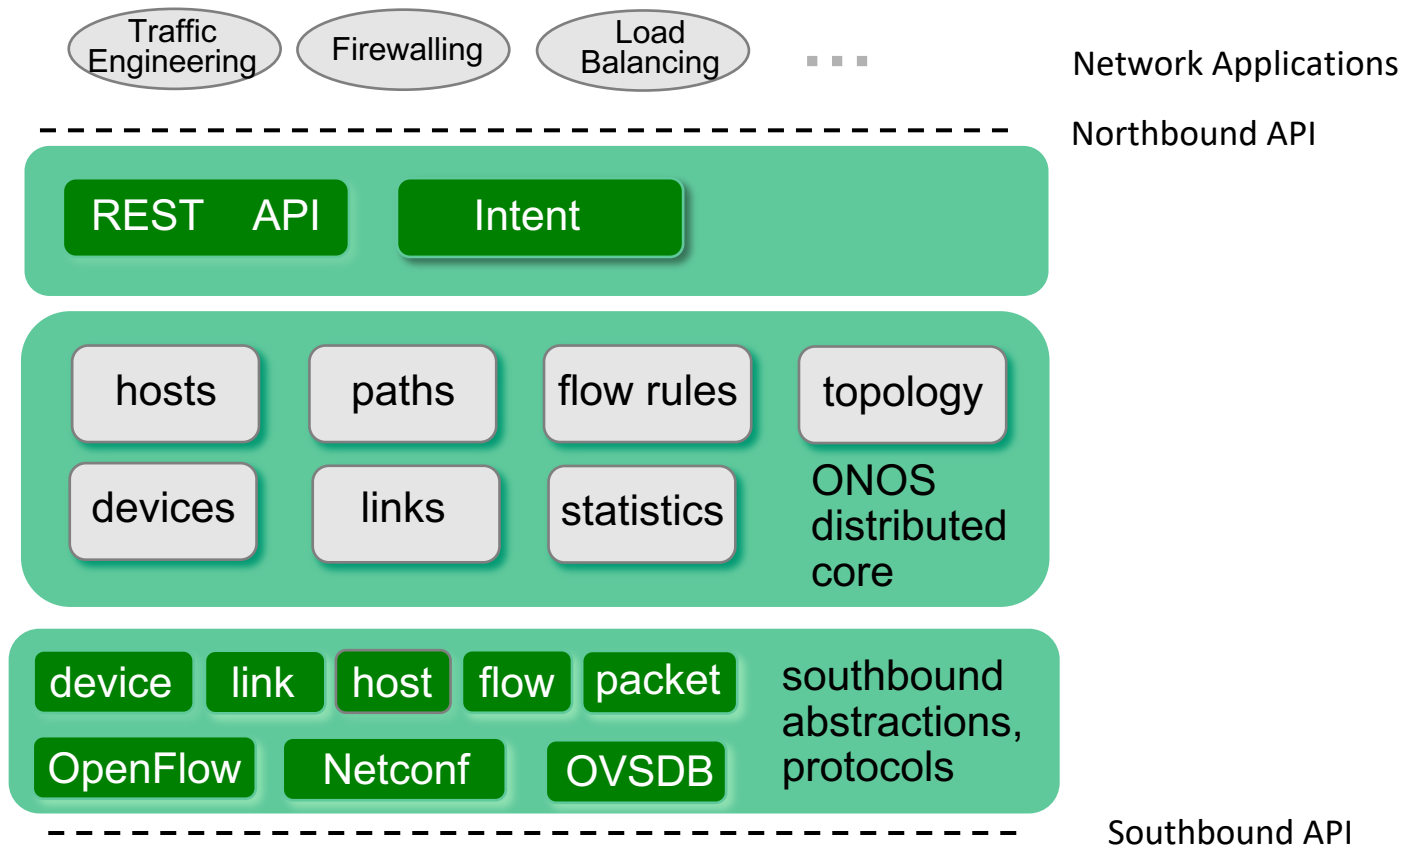 Traffic
Engineering
Firewalling
Load
Balancing
Network Applications
Northbound API
REST API
Intent
hosts
paths
flow rules
topology
devices
links
statistics
ONOS
distributed
core
device
link
host
flow
packet
southbound
abstractions,
protocols
OpenFlow
Netconf
OVSDB
Southbound API